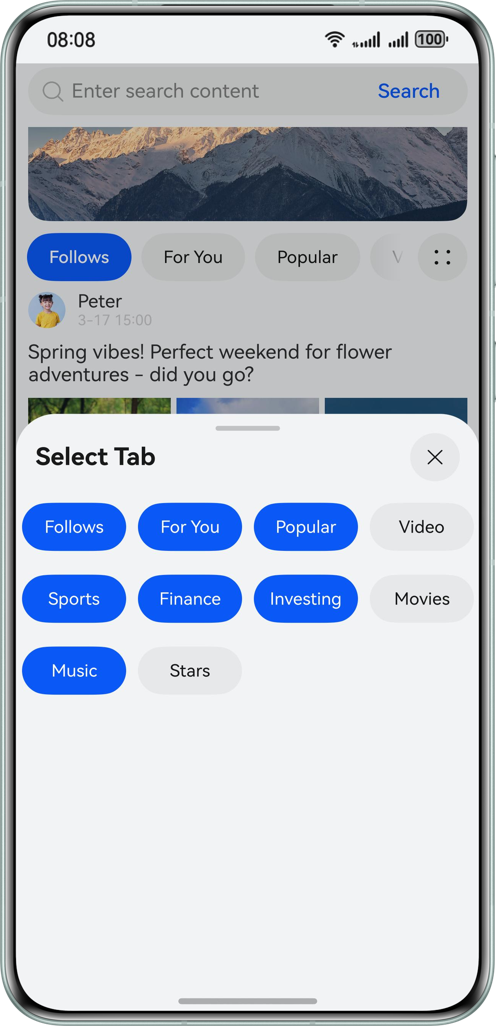 08:08
100
Enter search content Search
Follows For You Popular V
Peter
3-17 15:00
Spring vibes! Perfect weekend for flower
adventures - did you go?
Select Tab
Follows For You Popular Video
Sports Finance Investing Movies
Music Stars